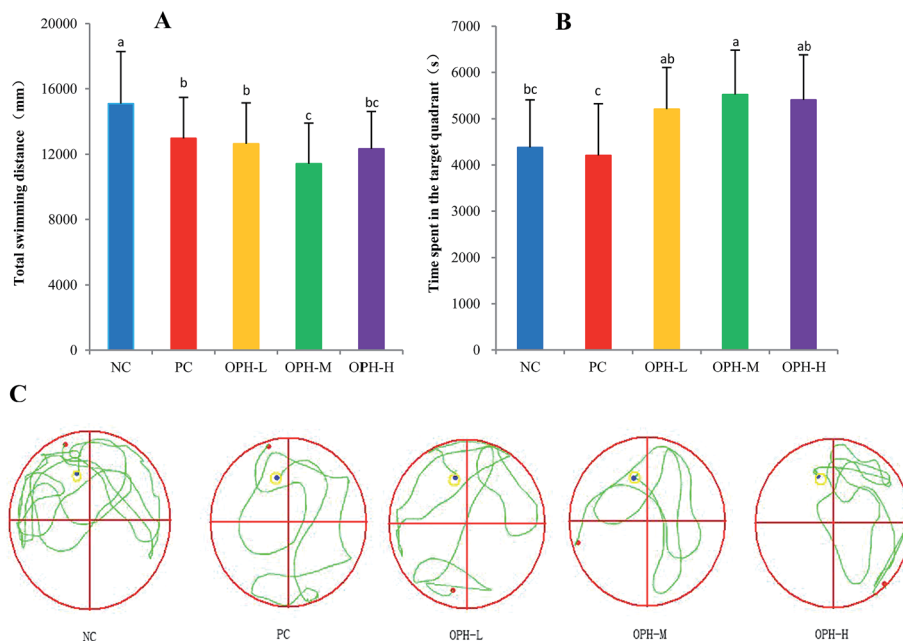 A
Total swimming distance（mm）
20000
16000
12000
8000
4000
0
a
b
b
c
bc
NC
PC
OPH-L
OPH-M
OPH-H
B
Time spent in the target quadrant（s）
7000
6000
5000
4000
3000
2000
1000
0
bc
c
ab
a
ab
NC
PC
OPH-L
OPH-M
OPH-H
C
NC
PC
OPH-L
OPH-M
OPH-H